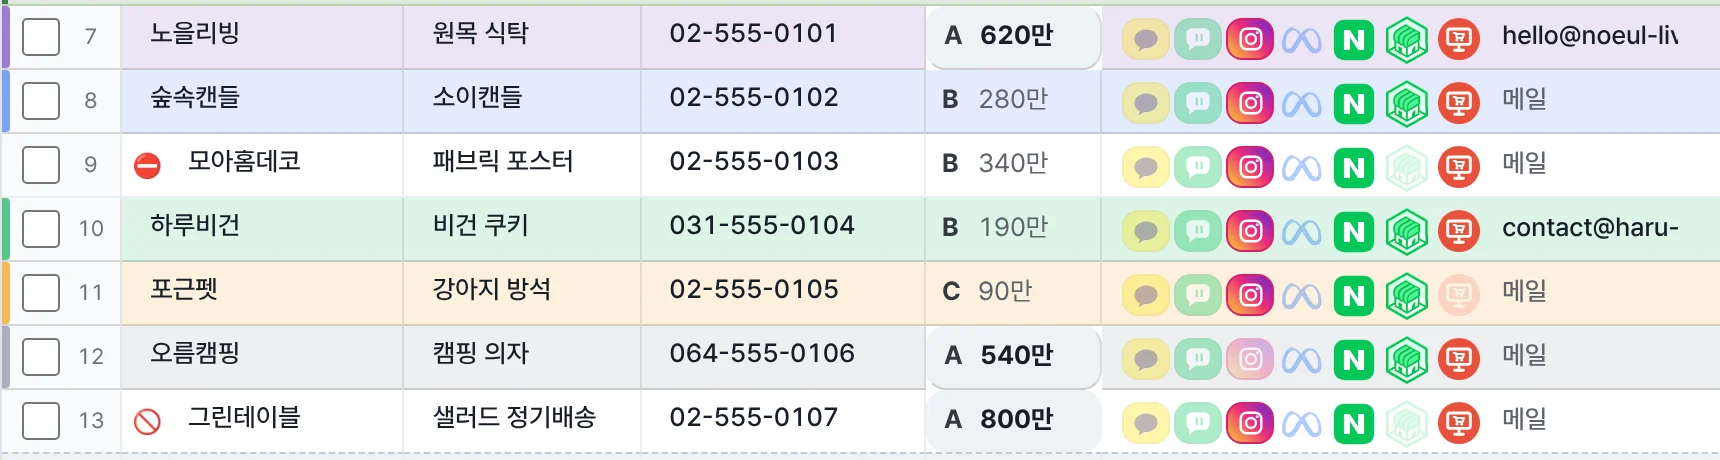 7 노을리빙 원목 식탁 02-555-0101 A 620만 N hello@noeul-liv
8 숲속캔들 소이캔들 02-555-0102 B 280만 N 메일
9 모아홈데코 패브릭 포스터 02-555-0103 B 340만 N 메일
10 하루비건 비건 쿠키 031-555-0104 B 190만 N contact@haru-
11 포근펫 강아지 방석 02-555-0105 C 90만 N 메일
12 오름캠핑 캠핑 의자 064-555-0106 A 540만 N 메일
13 그린테이블 샐러드 정기배송 02-555-0107 A 800만 N 메일